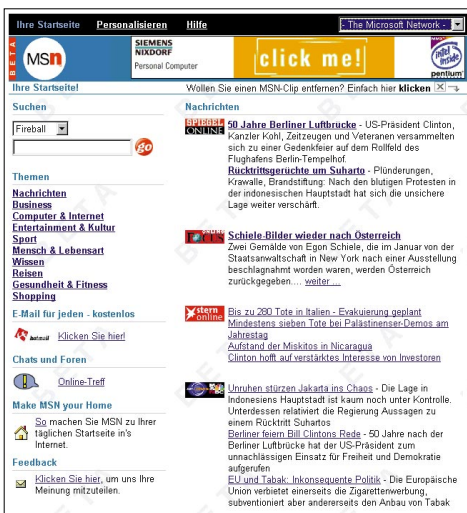 Ihre Startseite Personalisieren Hilfe - The Microsoft Network -
BETA
MSn
SIEMENS
NIXDORF
Personal Computer
click me!
intel
inside
pentium
Ihre Startseite!
Wollen Sie einen MSN-Clip entfernen? Einfach hier klicken
Suchen
Fireball
go
Themen
Nachrichten
Business
Computer & Internet
Entertainment & Kultur
Sport
Mensch & Lebensart
Wissen
Reisen
Gesundheit & Fitness
Shopping
E-Mail für jeden - kostenlos
hotmail Klicken Sie hier!
Chats und Foren
Online-Treff
Make MSN your Home
So machen Sie MSN zu Ihrer
täglichen Startseite in's
Internet.
Feedback
Klicken Sie hier, um uns Ihre
Meinung mitzuteilen.
Nachrichten
SPIEGEL
ONLINE
50 Jahre Berliner Luftbrücke - US-Präsident Clinton,
Kanzler Kohl, Zeitzeugen und Veteranen versammelten
sich zu einer Gedenkfeier auf dem Rollfeld des
Flughafens Berlin-Tempelhof.
Rücktrittsgerüchte um Suharto - Plünderungen,
Krawalle, Brandstiftung: Nach den blutigen Protesten in
der indonesischen Hauptstadt hat sich die unsichere
Lage weiter verschärft.
ONLINE
FOCUS
Schiele-Bilder wieder nach Österreich
Zwei Gemälde von Egon Schiele, die im Januar von der
Staatsanwaltschaft in New York nach einer Ausstellung
beschlagnahmt worden waren, werden Österreich
zurückgegeben.... weiter ...
stern
online
Bis zu 280 Tote in Italien - Evakuierung geplant
Mindestens sieben Tote bei Palästinenser-Demos am
Jahrestag
Aufstand der Miskitos in Nicaragua
Clinton hofft auf verstärktes Interesse von Investoren
Unruhen stürzen Jakarta ins Chaos - Die Lage in
Indonesiens Hauptstadt ist kaum noch unter Kontrolle.
Unterdessen relativiert die Regierung Aussagen zu
einem Rücktritt Suhartos
Berliner feiern Bill Clintons Rede - 50 Jahre nach der
Berliner Luftbrücke hat der US-Präsident zum
unnachlässigen Einsatz für Freiheit und Demokratie
aufgerufen
EU und Tabak: Inkonsequente Politik - Die Europäische
Union verbietet einerseits die Zigarettenwerbung,
subventioniert aber andererseits den Anbau von Tabak